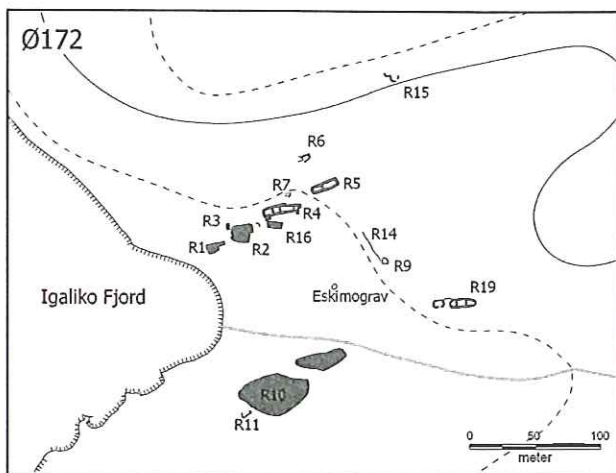 Ø172
R15
R6
R7
R5
R3
R4
R1
R2
R16
R14
R9
Igaliko Fjord
Eskimograv
R19
R10
R11
0 50 100
meter